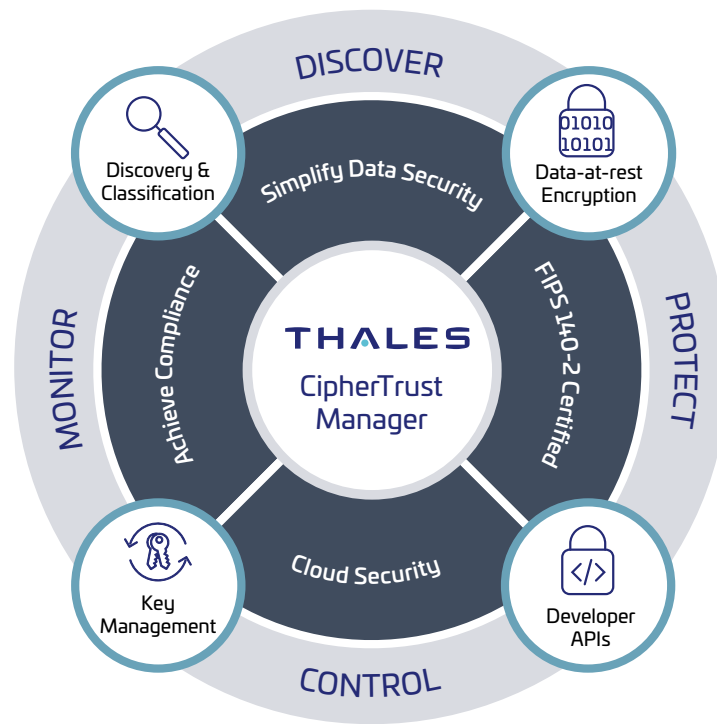 DISCOVER
Discovery &
Classification
01010
10101
Data-at-rest
Encryption
Simplify Data Security
MONITOR
Achieve Compliance
THALES
CipherTrust
Manager
FIPS 140-2 Certified
PROTECT
Key
Management
Cloud Security
</>
Developer
APIs
CONTROL